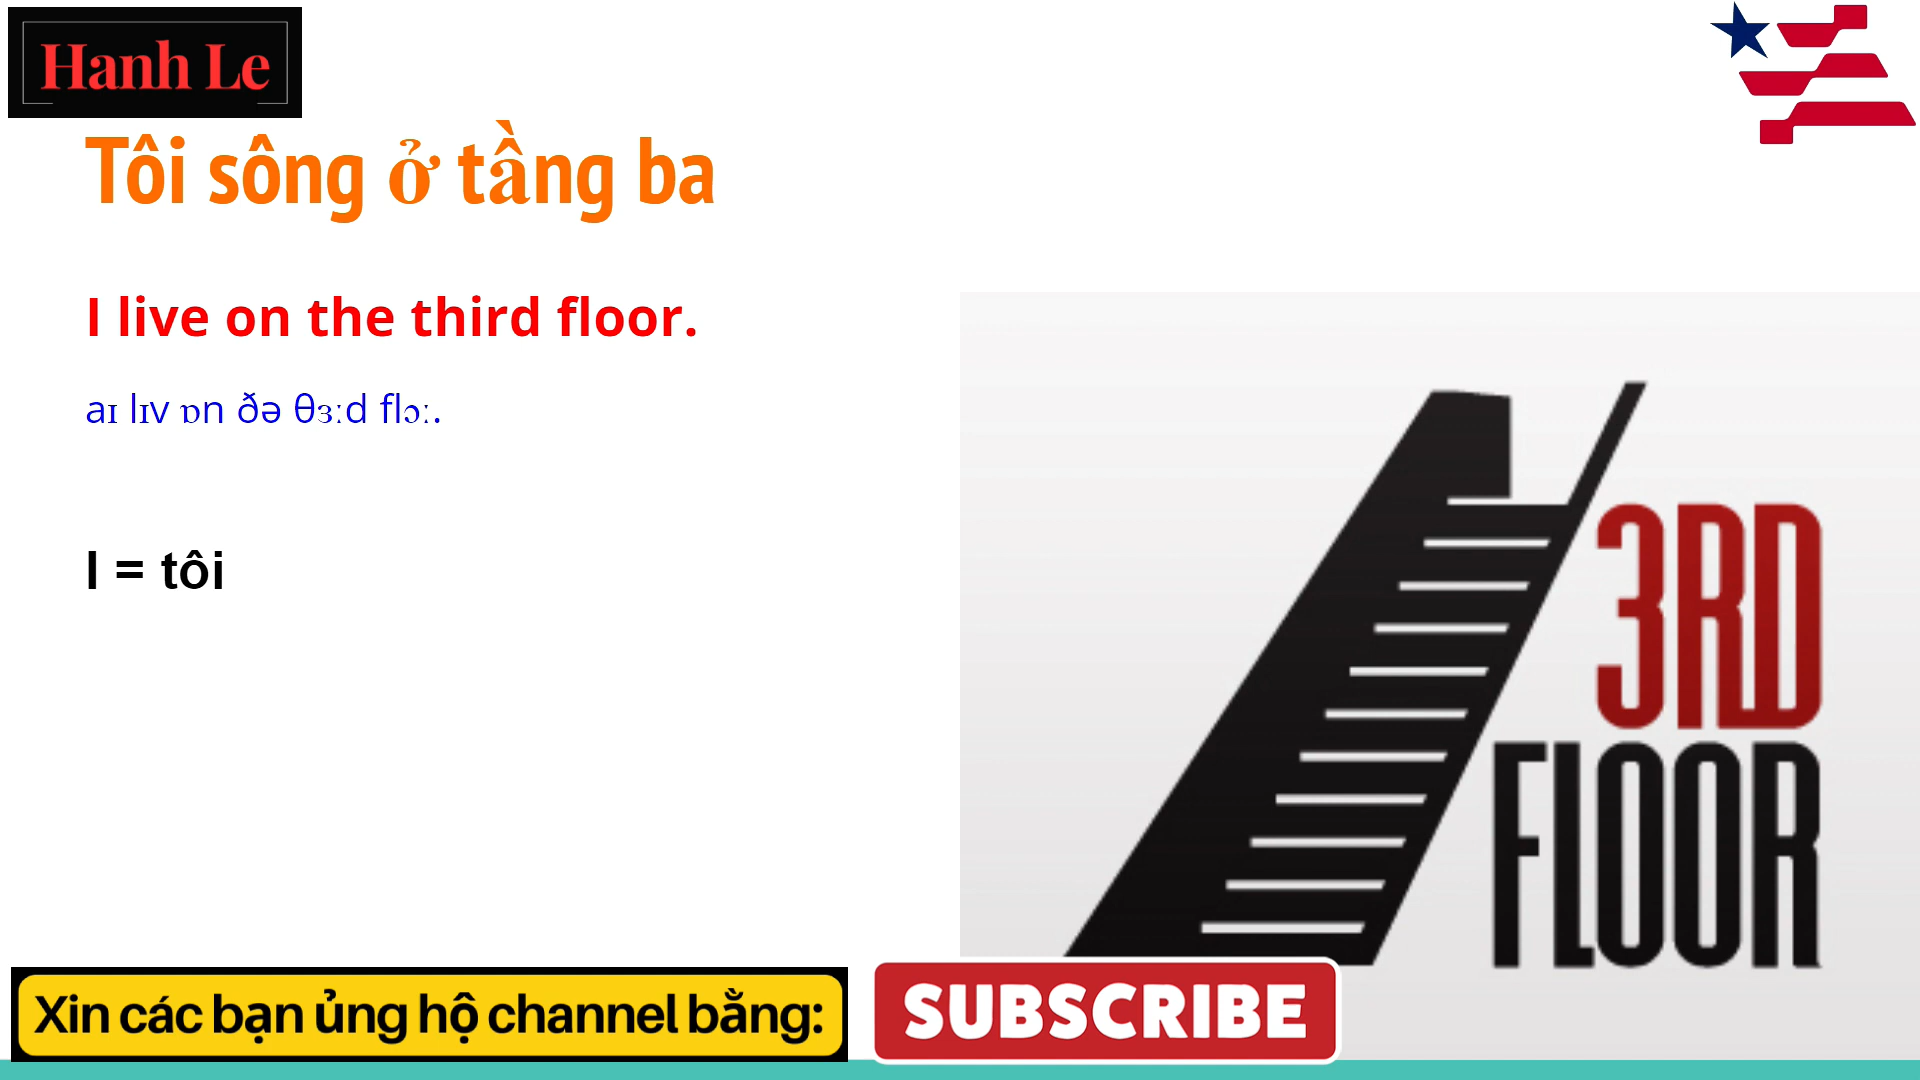 Hanh Le
Tôi sông ở tầng ba
I live on the third floor.
aɪ lɪv ɒn ðə θɜːd flɔː.
I = tôi
3RD
FLOOR
Xin các bạn ủng hộ channel bằng:
SUBSCRIBE